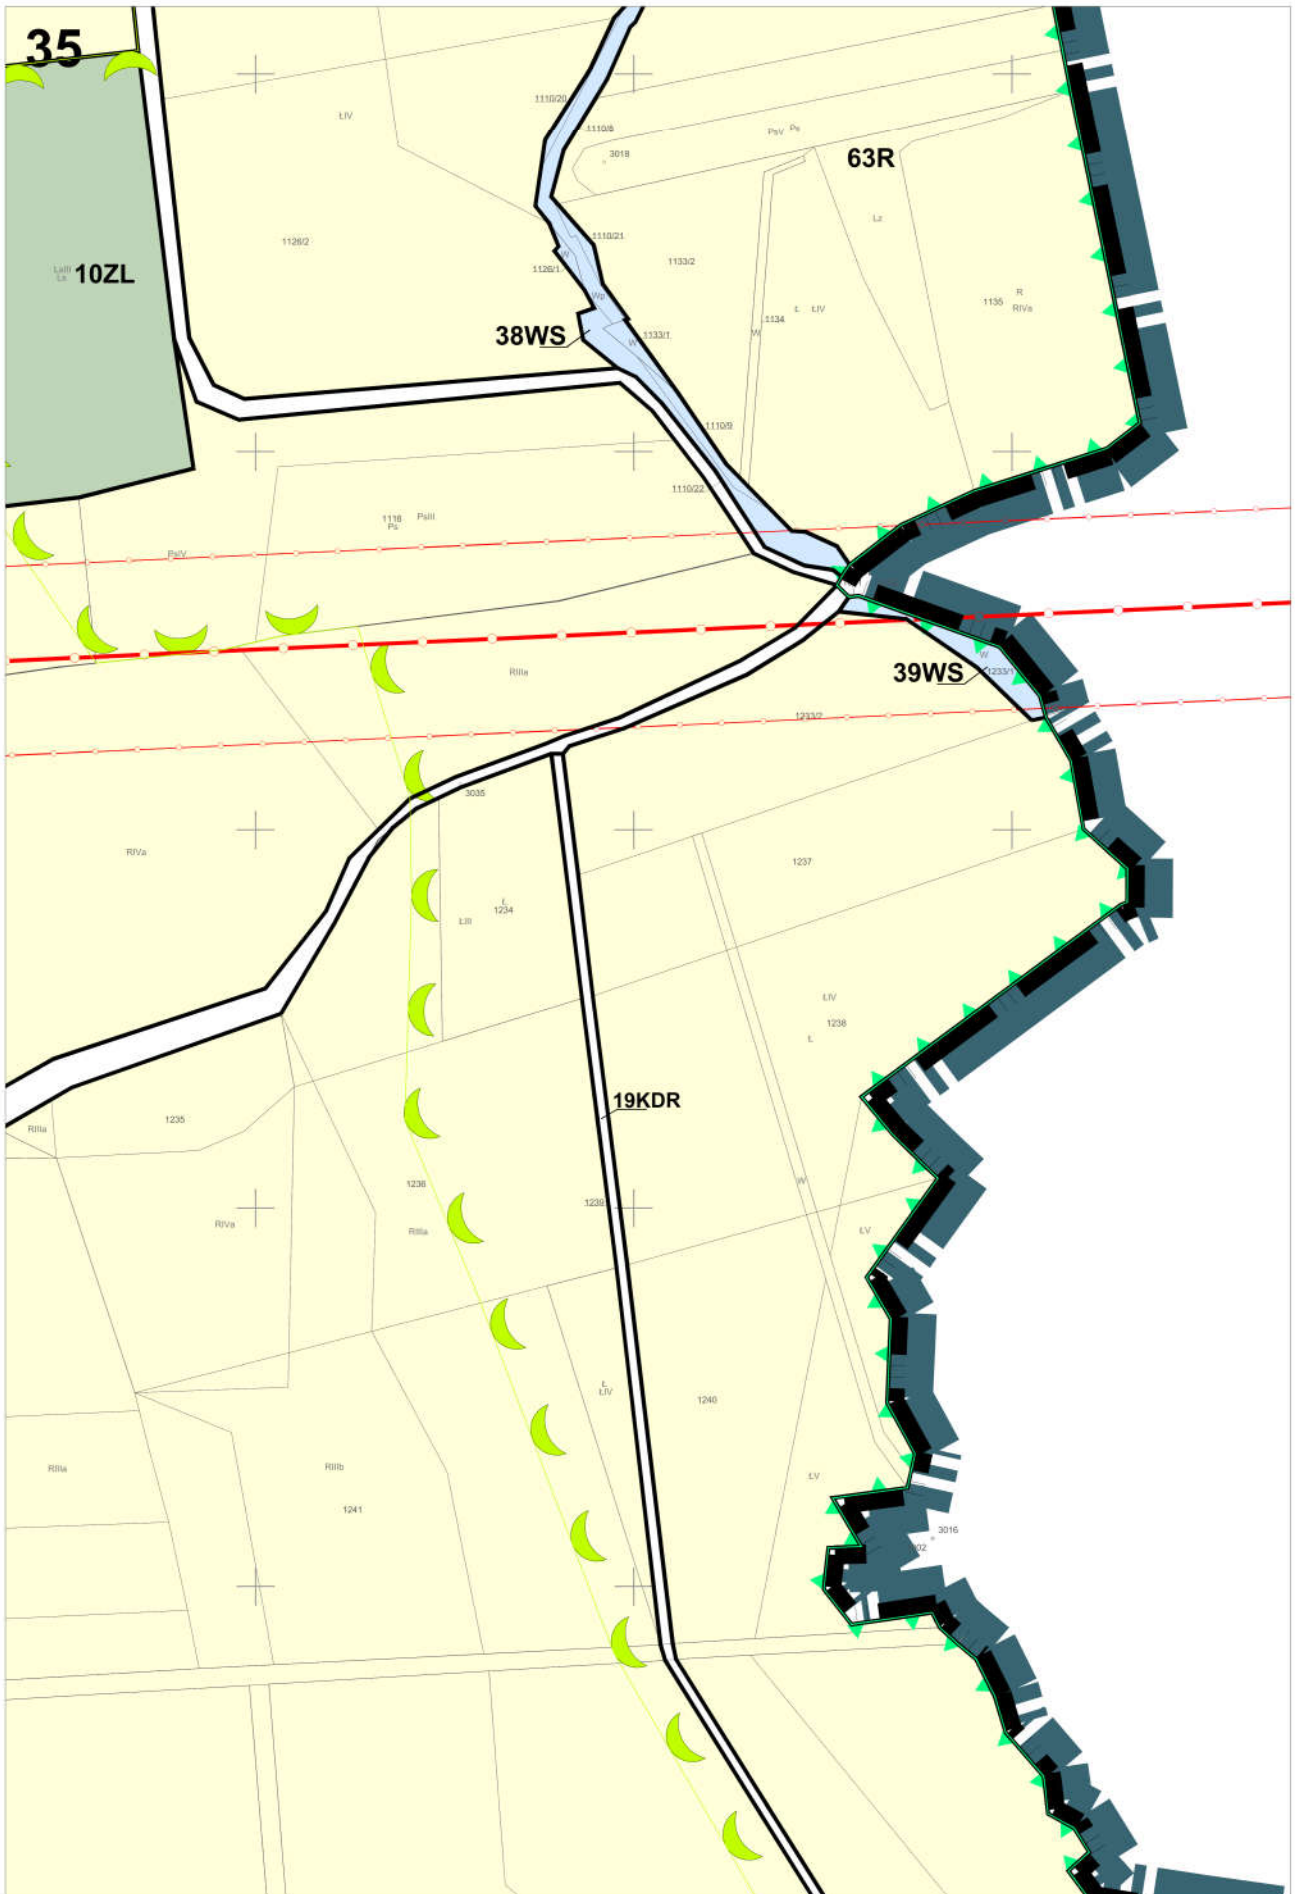 35
1110/20
ŁIV
1110/8
PsV Ps
3018
63R
Lz
1110/21
1126/2
W
1133/2
1126/1
LsIII
Ls
10ZL
R
Wp
1135
RIVa
Ł ŁIV
1134
38WS
1133/1
W
W
1110/9
1110/22
1118
Ps
PsIII
PsIV
W
RIIIa
39WS
1233/1
1233/2
3035
RIVa
1237
Ł
1234
ŁIII
ŁIV
1238
Ł
19KDR
1235
RIIIa
W
1236
1239
RIVa
RIIIa
ŁV
Ł
ŁIV
1240
RIIIa
RIIIb
ŁV
1241
3016